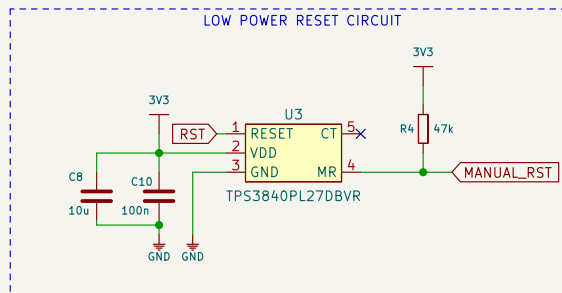 LOW POWER RESET CIRCUIT
3V3
3V3
U3
RST
1
RESET
CT
5
R4
47k
2
VDD
3
GND
MR
4
MANUAL_RST
C8
10u
C10
100n
TPS3840PL27DBVR
GND
GND